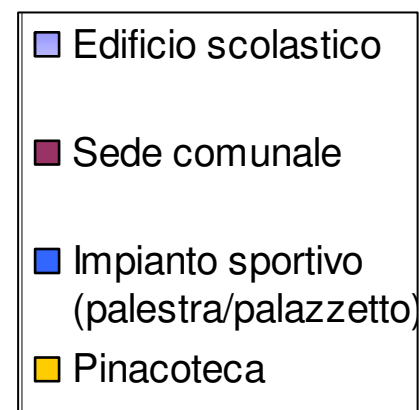 Edificio scolastico
Sede comunale
Impianto sportivo
(palestra/palazzetto)
Pinacoteca